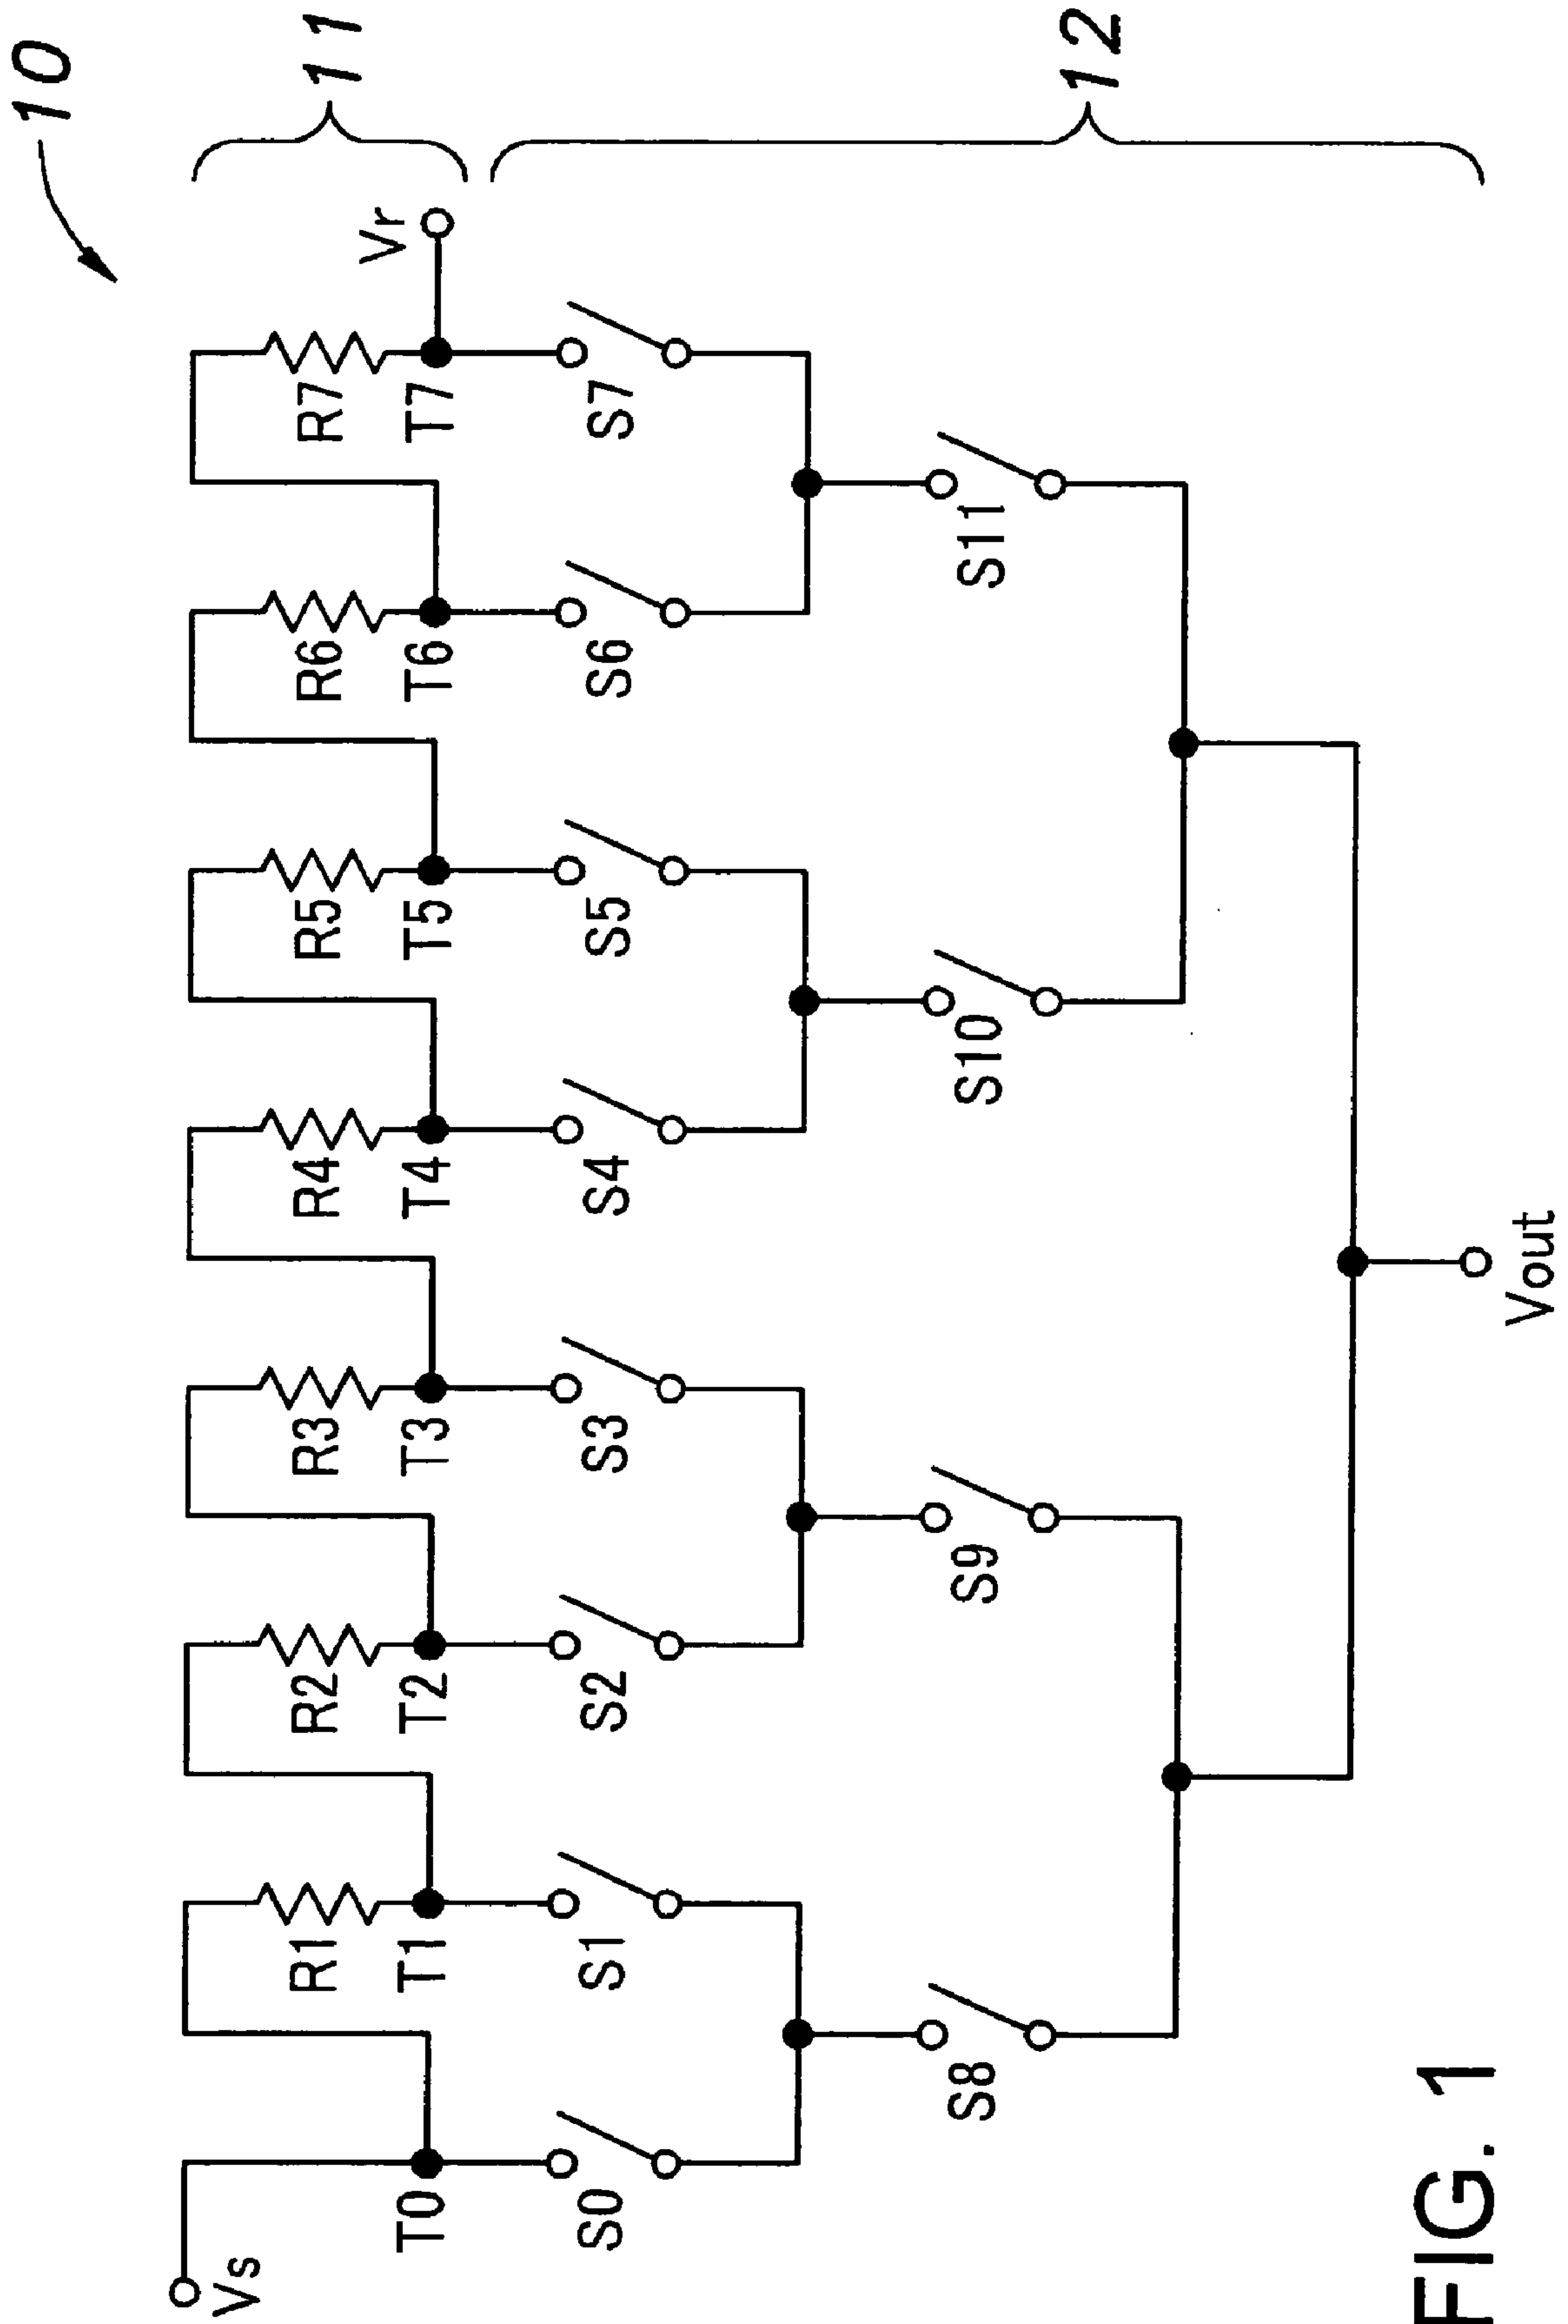 10
11
12
Vs
Vr
R1 R2 R3 R4 R5 R6 R7
T0 T1 T2 T3 T4 T5 T6 T7
S0 S1 S2 S3 S4 S5 S6 S7
S8 S9 S10 S11
Vout
FIG. 1